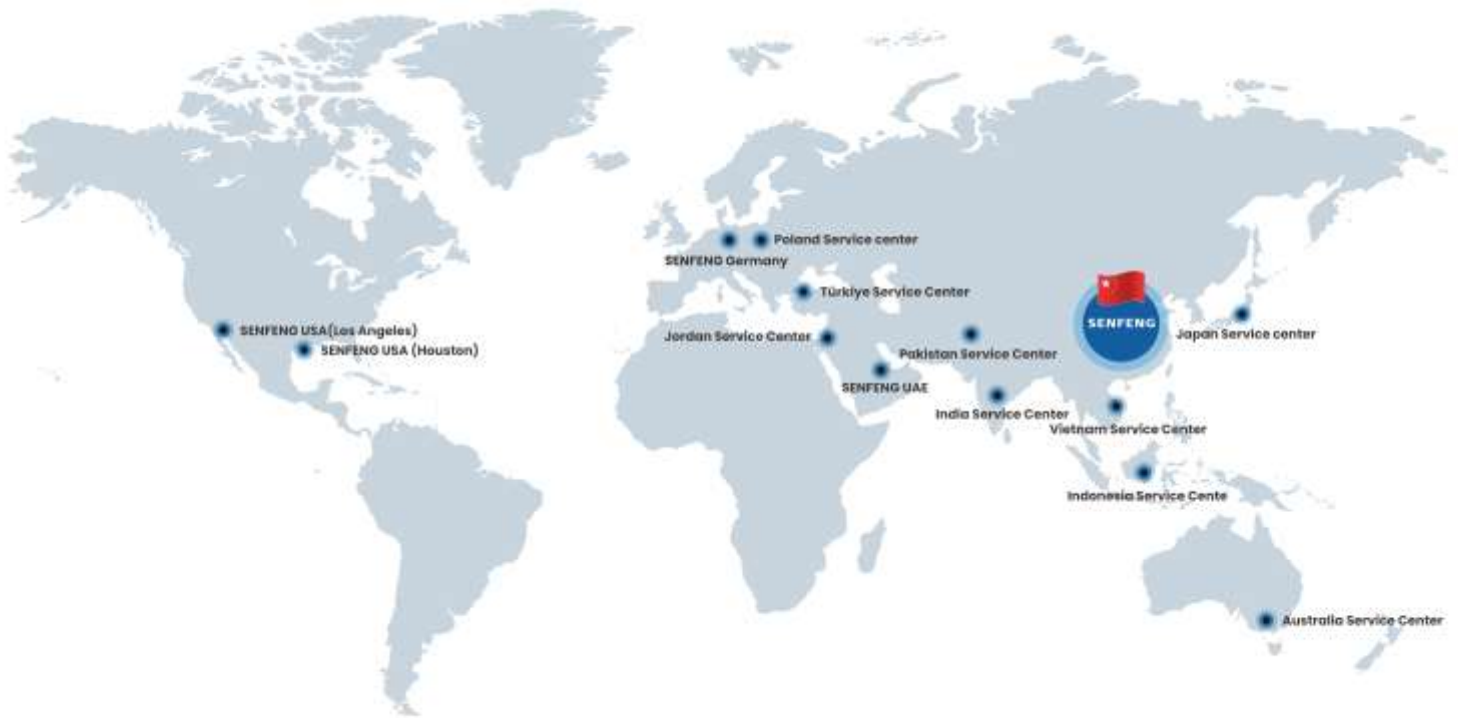 Poland Service center
SENFENG Germany
Türkiye Service Center
SENFENG
SENFENG USA(Los Angeles)
Jordan Service Center
Japan Service center
SENFENG USA (Houston)
Pakistan Service Center
SENFENG UAE
India Service Center
Vietnam Service Center
Indonesia Service Cente
Australia Service Center